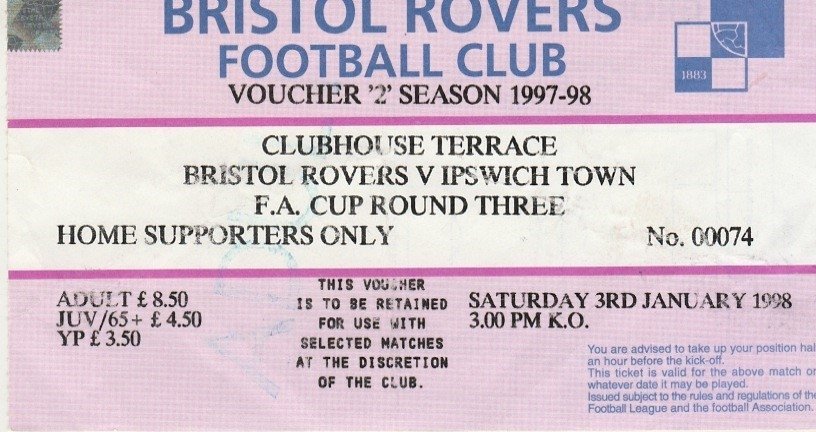 BRISTOL ROVERS
FOOTBALL CLUB
1883
VOUCHER '2' SEASON 1997-98
CLUBHOUSE TERRACE
BRISTOL ROVERS V IPSWICH TOWN
F.A. CUP ROUND THREE
HOME SUPPORTERS ONLY No. 00074
ADULT £ 8.50
JUV/65+ £ 4.50
YP £ 3.50
THIS VOUCHER
IS TO BE RETAINED
FOR USE WITH
SELECTED MATCHES
AT THE DISCRETION
OF THE CLUB.
SATURDAY 3RD JANUARY 1998
3.00 PM K.O.
You are advised to take up your position hal
an hour before the kick-off.
This ticket is valid for the above match or
whatever date it may be played.
Issued subject to the rules and regulations of the
Football League and the football Association.